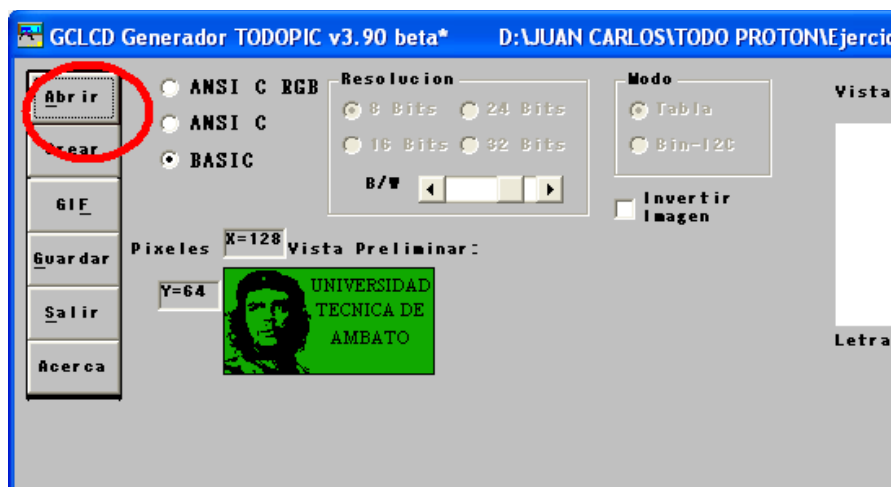 GCLCD Generador TODOPIC v3.90 beta* D:\JUAN CARLOS\TODO PROTON\Ejercic
Abrir
Crear
GIF
Guardar
Salir
Acerca
ANSI C RGB
ANSI C
BASIC
Resolucion
8 Bits 24 Bits
16 Bits 32 Bits
B/W
Modo
Tabla
Bin-I2C
Invertir
Imagen
Vista
Pixeles X=128 Vista Preliminar:
Y=64
UNIVERSIDAD
TECNICA DE
AMBATO
Letra